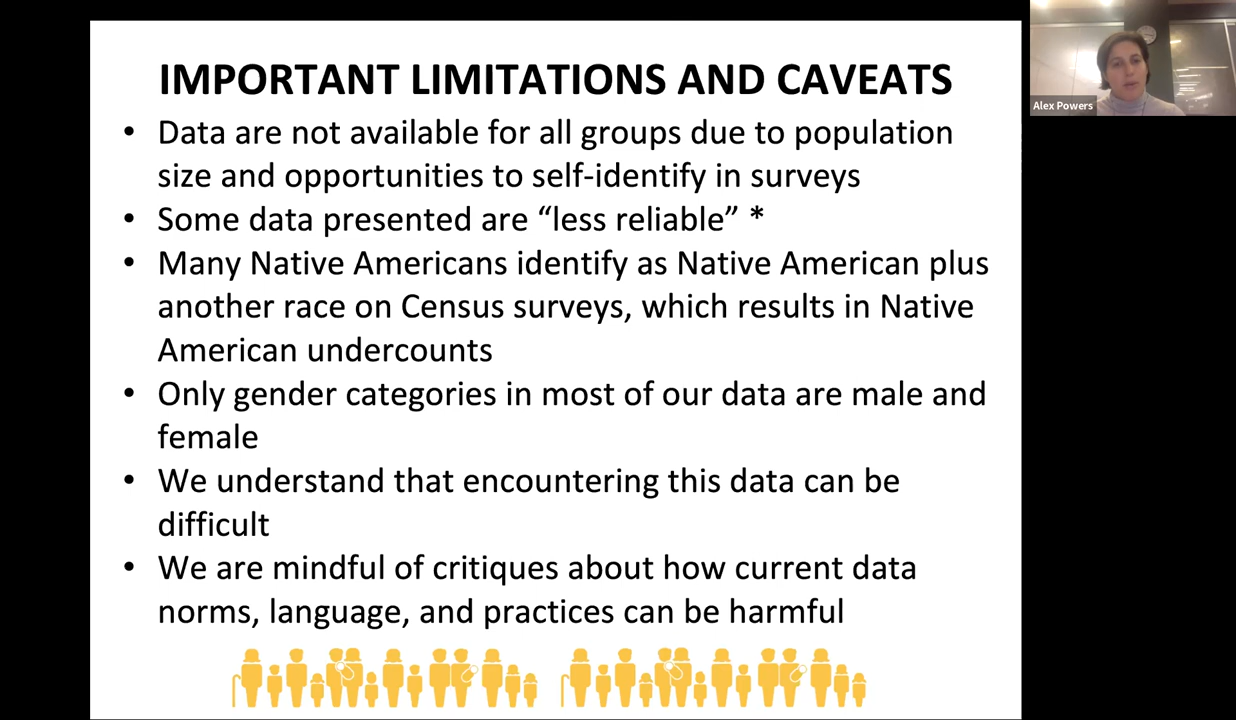 IMPORTANT LIMITATIONS AND CAVEATS
• Data are not available for all groups due to population
size and opportunities to self-identify in surveys
• Some data presented are “less reliable” *
• Many Native Americans identify as Native American plus
another race on Census surveys, which results in Native
American undercounts
• Only gender categories in most of our data are male and
female
• We understand that encountering this data can be
difficult
• We are mindful of critiques about how current data
norms, language, and practices can be harmful
Alex Powers